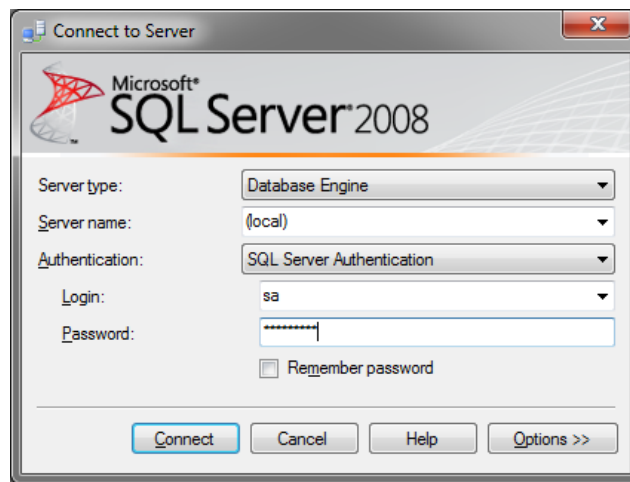 Connect to Server
Microsoft®
SQL Server® 2008
Server type: Database Engine
Server name: (local)
Authentication: SQL Server Authentication
Login: sa
Password: *********
Remember password
Connect Cancel Help Options >>